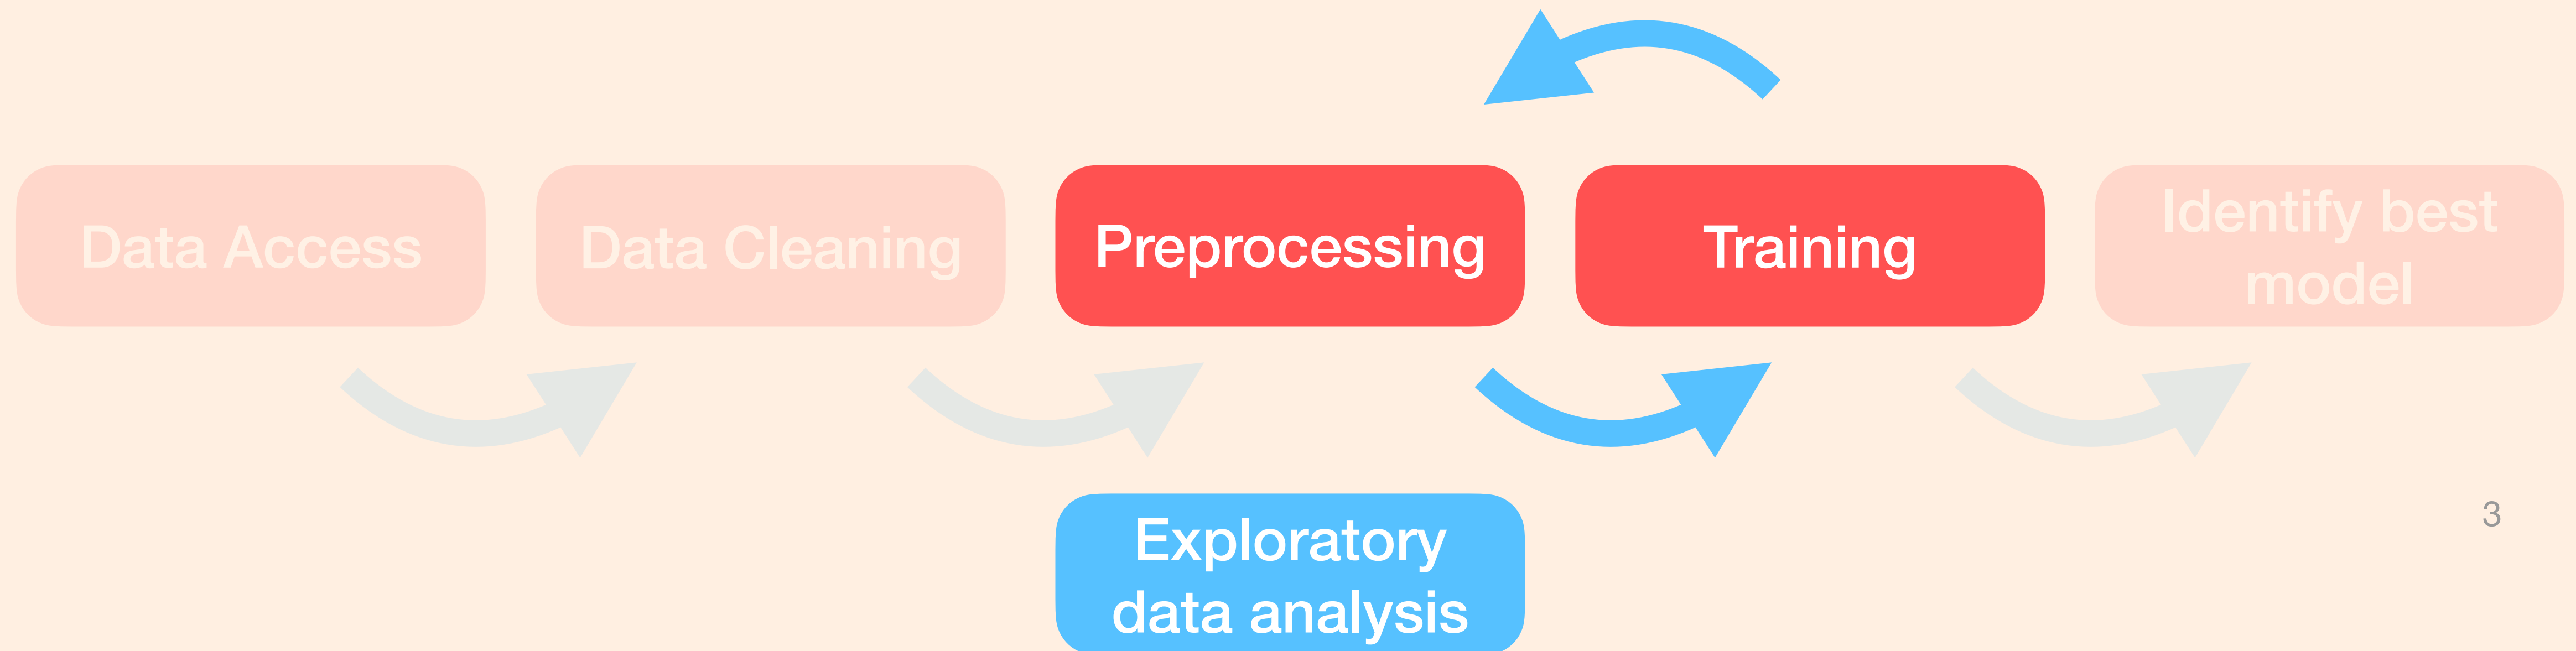 Data Access
Data Cleaning
Preprocessing
Training
Identify best
model
Exploratory
data analysis
3